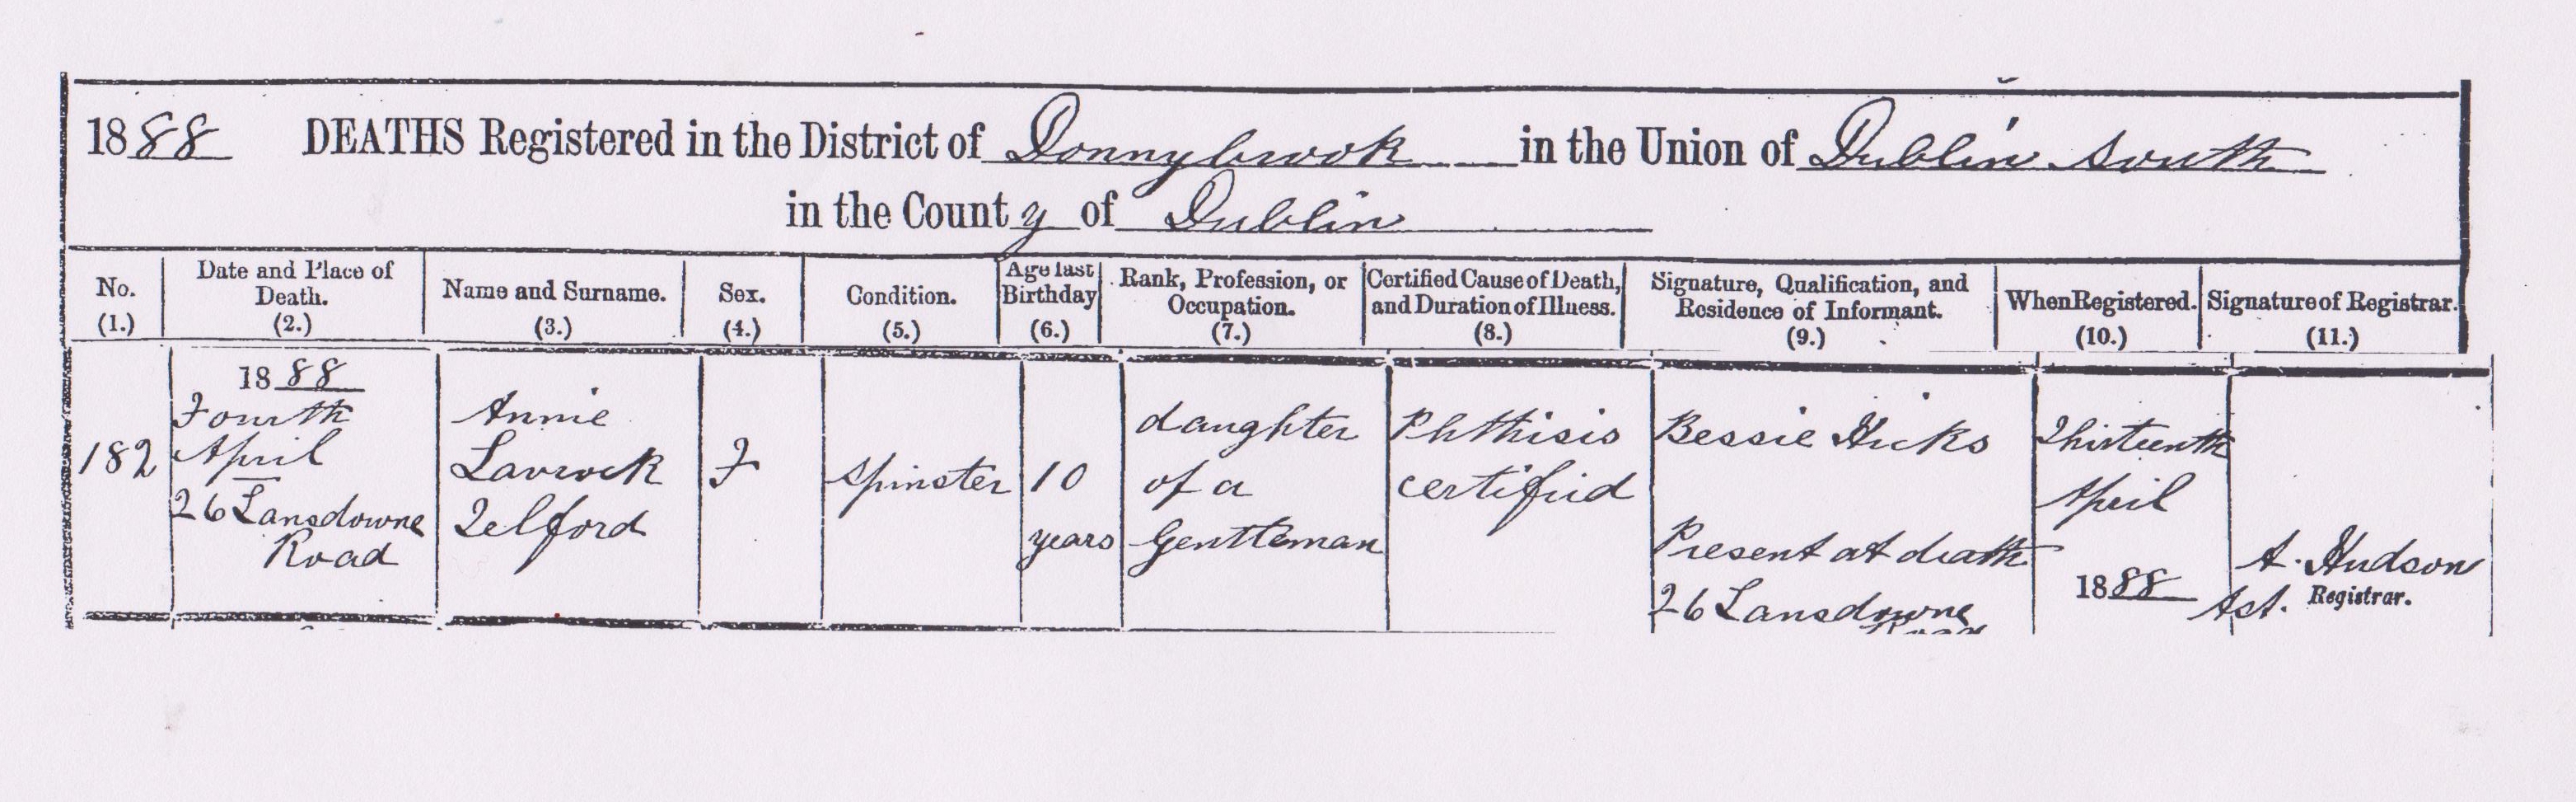 1888 DEATHS Registered in the District of Donnybrook in the Union of Dublin South
in the County of Dublin
No. (1.)
Date and Place of Death. (2.)
Name and Surname. (3.)
Sex. (4.)
Condition. (5.)
Age last Birthday (6.)
Rank, Profession, or Occupation. (7.)
Certified Cause of Death, and Duration of Illness. (8.)
Signature, Qualification, and Residence of Informant. (9.)
When Registered. (10.)
Signature of Registrar. (11.)
182
1888
Fourth
April
26 Lansdowne
Road
Annie
Telford
F
Spinster
10
years
daughter
of a
Gentleman
Phthisis
certified
Bessie Hicks
Present at death
26 Lansdowne
Road
Thirteenth
April
1888
A. Hudson
Ast. Registrar.